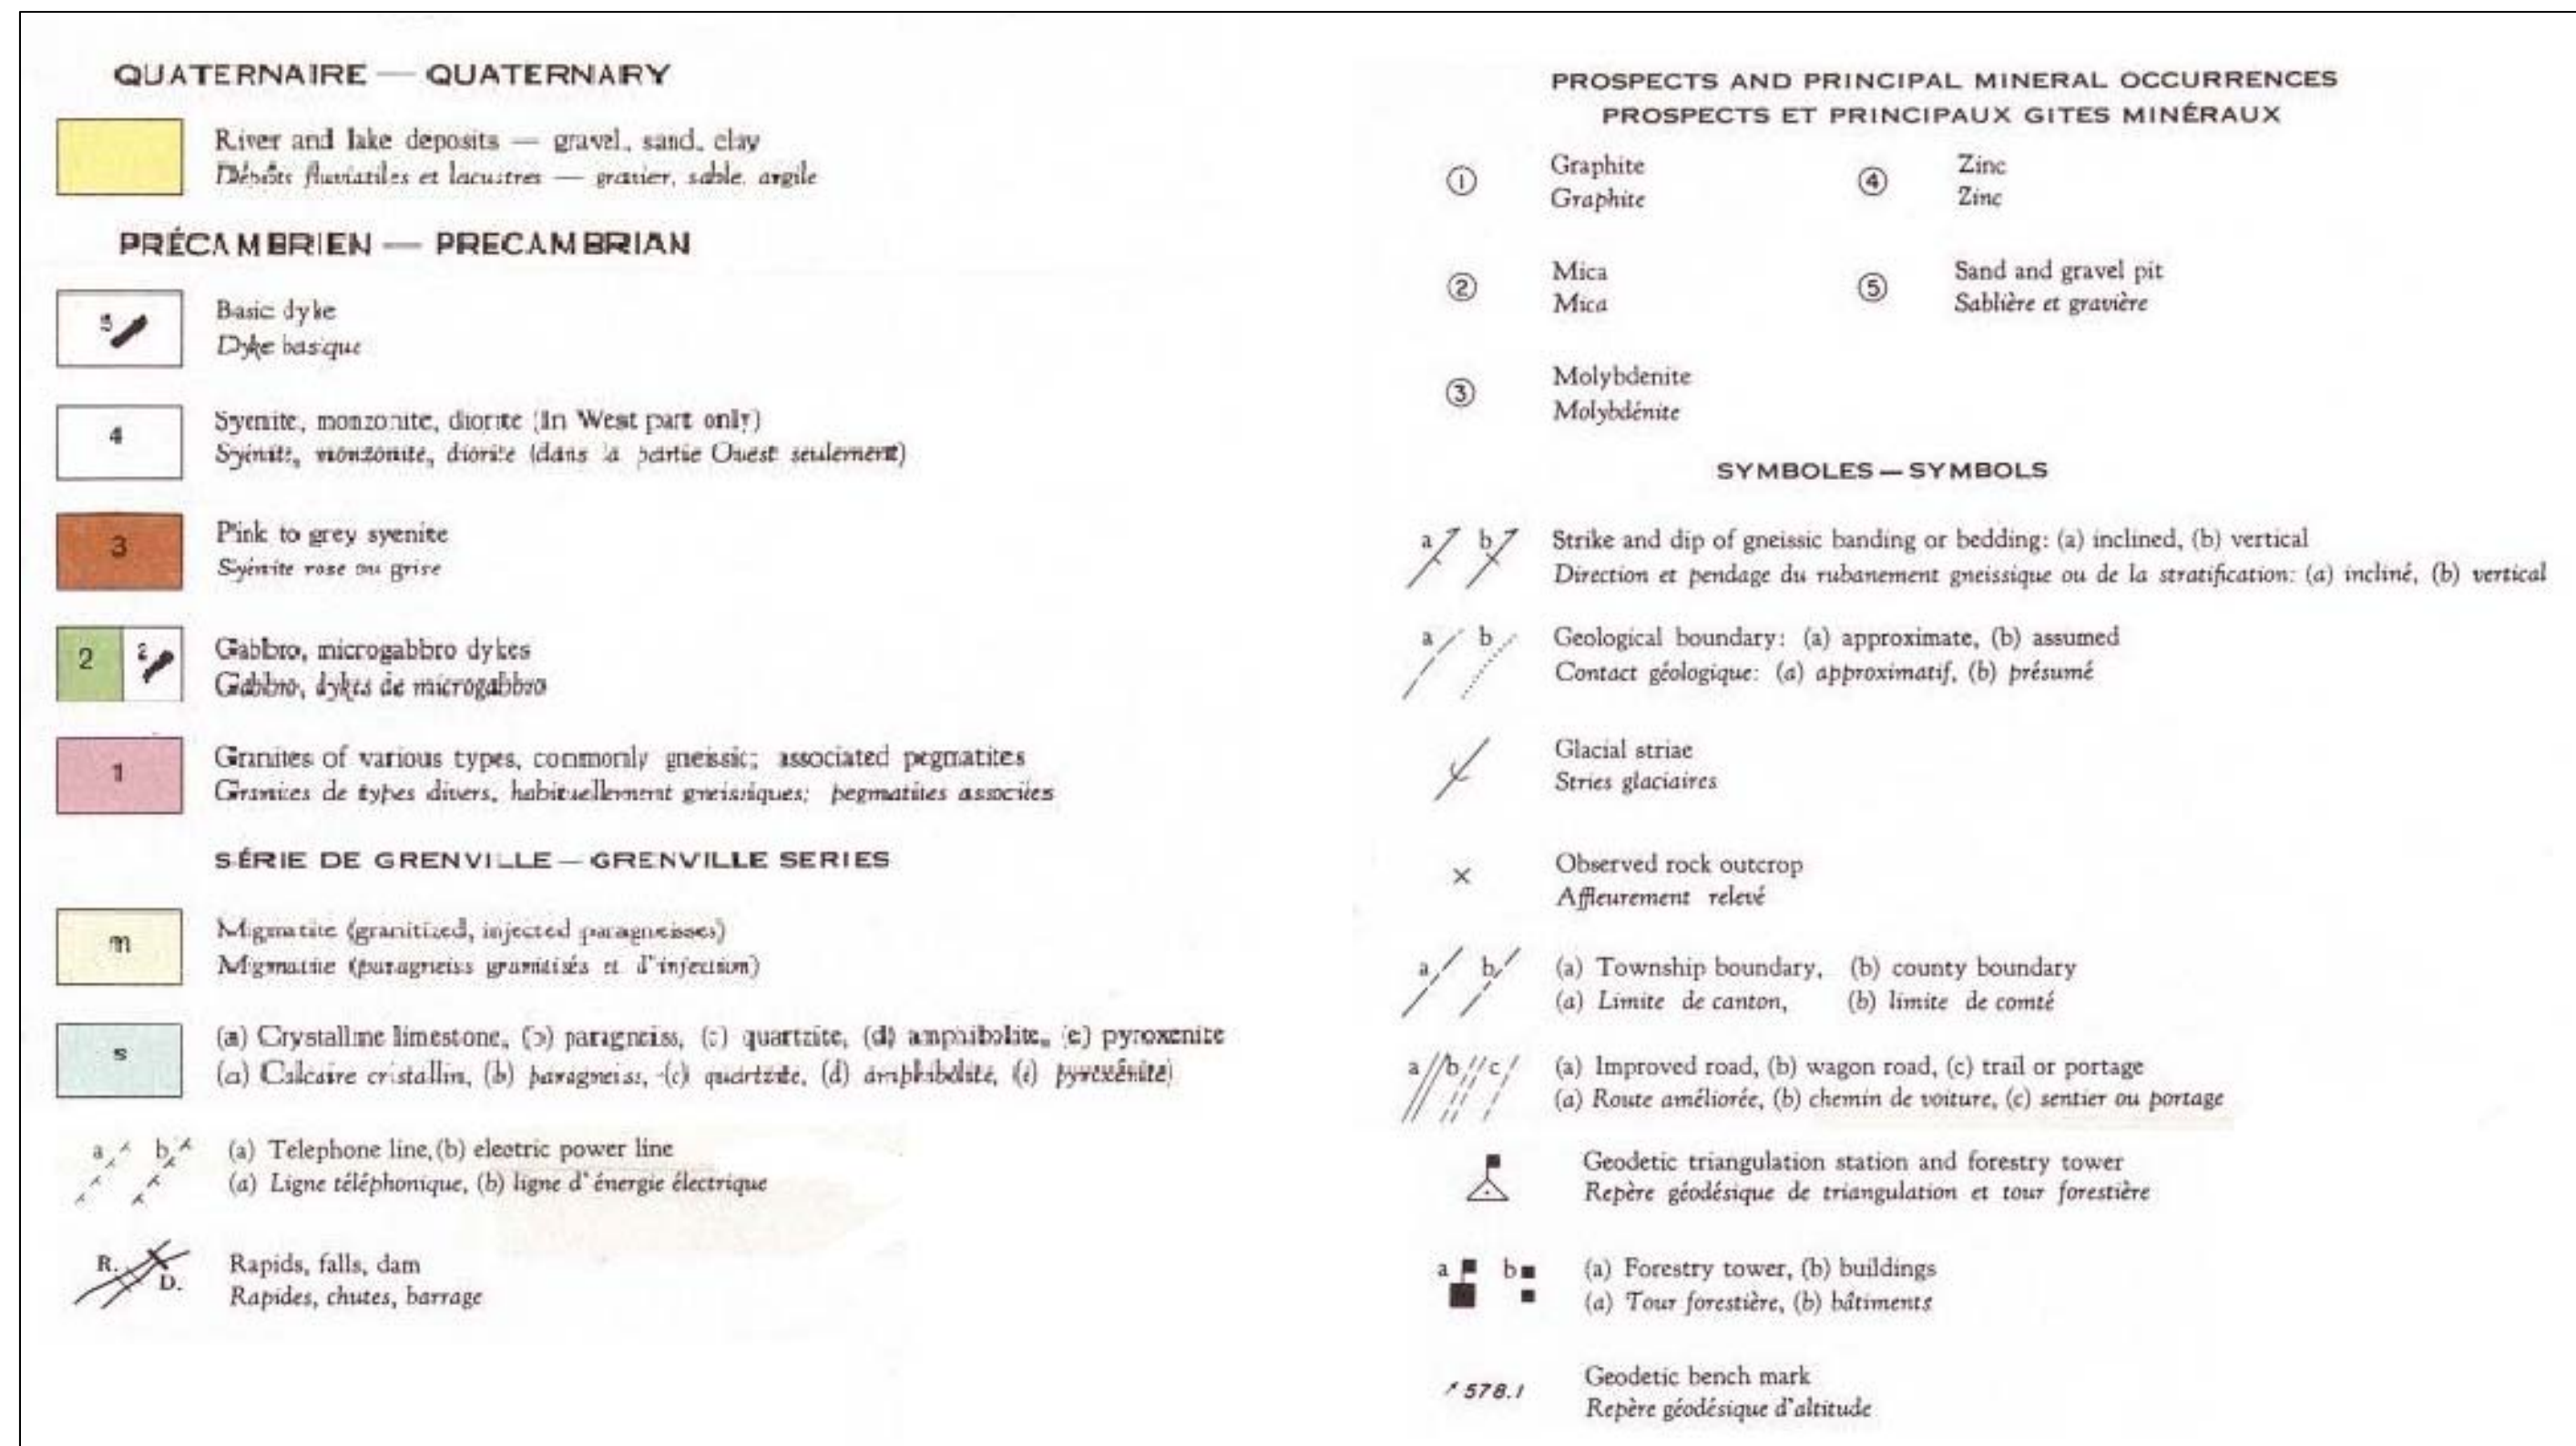 QUATERNAIRE — QUATERNARY
River and lake deposits — gravel, sand, clay
Dépôts fluviatiles et lacustres — gravier, sable, argile
PRÉCAMBRIEN — PRECAMBRIAN
5
Basic dyke
Dyke basique
4
Syenite, monzonite, diorite (In West part only)
Syénite, monzonite, diorite (dans la partie Ouest seulement)
3
Pink to grey syenite
Syénite rose ou grise
2 2
Gabbro, microgabbro dykes
Gabbro, dykes de microgabbro
1
Granites of various types, commonly gneissic; associated pegmatites
Granites de types divers, habituellement gneissiques; pegmatites associées
SÉRIE DE GRENVILLE — GRENVILLE SERIES
m
Migmatite (granitized, injected paragneisses)
Migmatite (paragneiss granitisés et d'injection)
s
(a) Crystalline limestone, (b) paragneiss, (c) quartzite, (d) amphibolite, (e) pyroxenite
(a) Calcaire cristallin, (b) paragneiss, (c) quartzite, (d) amphibolite, (e) pyroxénite
a b
(a) Telephone line, (b) electric power line
(a) Ligne téléphonique, (b) ligne d'énergie électrique
R. D.
Rapids, falls, dam
Rapides, chutes, barrage
PROSPECTS AND PRINCIPAL MINERAL OCCURRENCES
PROSPECTS ET PRINCIPAUX GITES MINÉRAUX
1
Graphite
Graphite
4
Zinc
Zinc
2
Mica
Mica
5
Sand and gravel pit
Sablière et gravière
3
Molybdenite
Molybdénite
SYMBOLES — SYMBOLS
a b
Strike and dip of gneissic banding or bedding: (a) inclined, (b) vertical
Direction et pendage du rubanement gneissique ou de la stratification: (a) incliné, (b) vertical
a b
Geological boundary: (a) approximate, (b) assumed
Contact géologique: (a) approximatif, (b) présumé
Glacial striae
Stries glaciaires
Observed rock outcrop
Affleurement relevé
a b
(a) Township boundary, (b) county boundary
(a) Limite de canton, (b) limite de comté
a b c
(a) Improved road, (b) wagon road, (c) trail or portage
(a) Route améliorée, (b) chemin de voiture, (c) sentier ou portage
Geodetic triangulation station and forestry tower
Repère géodésique de triangulation et tour forestière
a b
(a) Forestry tower, (b) buildings
(a) Tour forestière, (b) bâtiments
578.1
Geodetic bench mark
Repère géodésique d'altitude